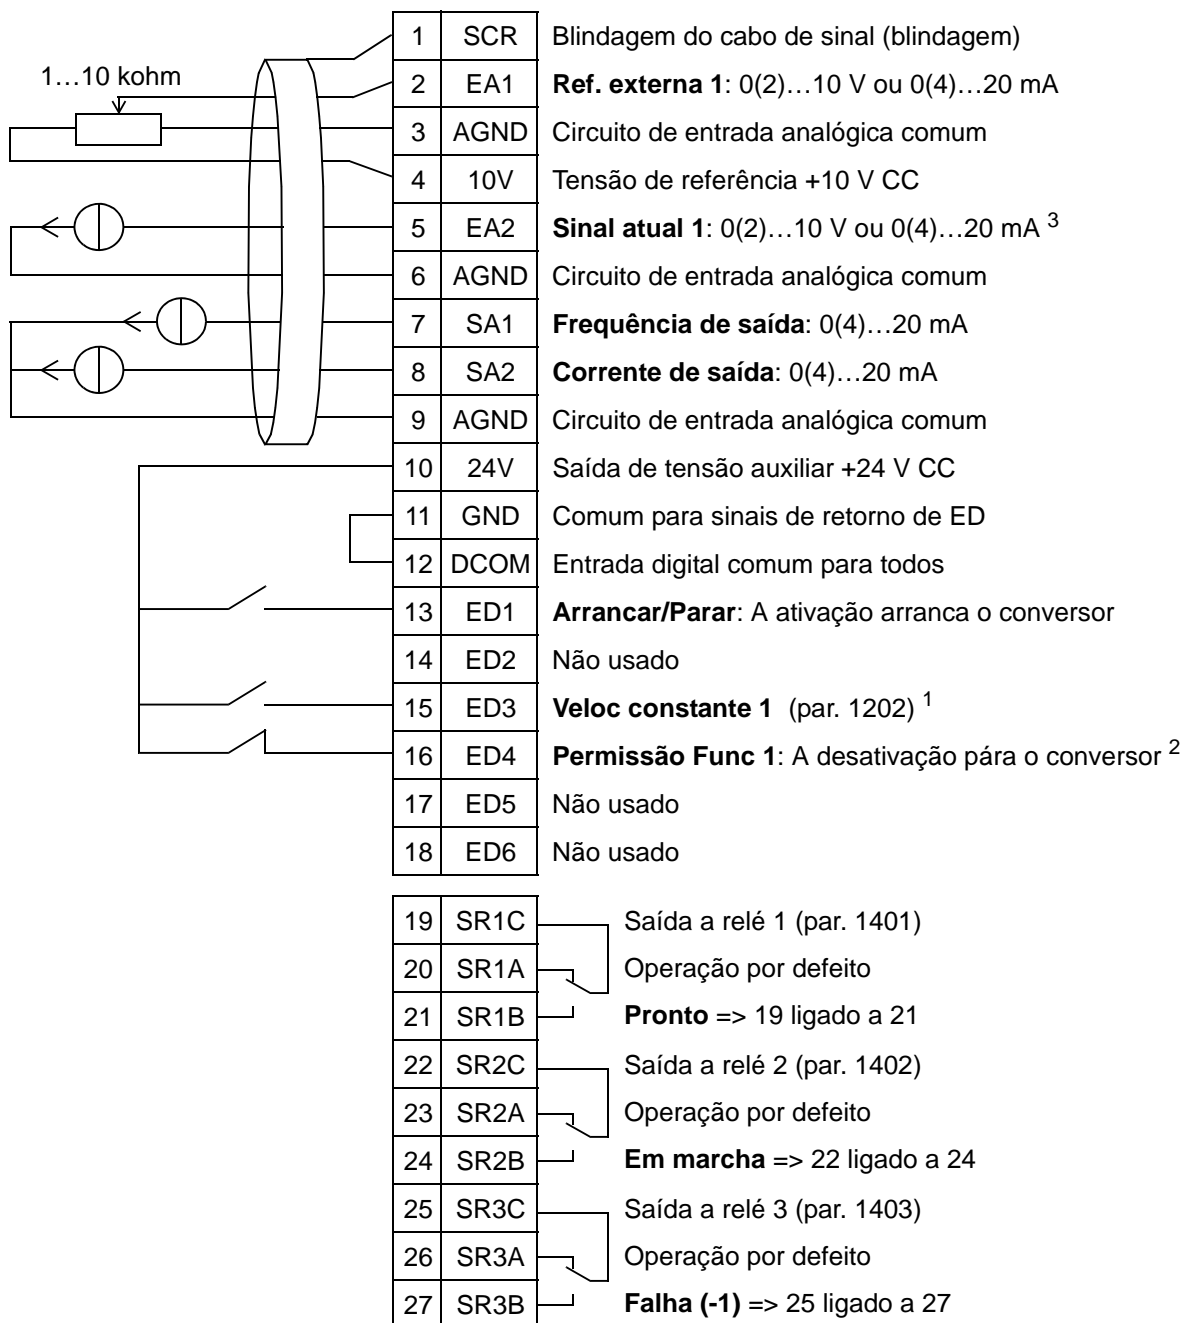 1 SCR Blindagem do cabo de sinal (blindagem)
1…10 kohm
2 EA1 Ref. externa 1: 0(2)…10 V ou 0(4)…20 mA
3 AGND Circuito de entrada analógica comum
4 10V Tensão de referência +10 V CC
5 EA2 Sinal atual 1: 0(2)…10 V ou 0(4)…20 mA 3
6 AGND Circuito de entrada analógica comum
7 SA1 Frequência de saída: 0(4)…20 mA
8 SA2 Corrente de saída: 0(4)…20 mA
9 AGND Circuito de entrada analógica comum
10 24V Saída de tensão auxiliar +24 V CC
11 GND Comum para sinais de retorno de ED
12 DCOM Entrada digital comum para todos
13 ED1 Arrancar/Parar: A ativação arranca o conversor
14 ED2 Não usado
15 ED3 Veloc constante 1 (par. 1202) 1
16 ED4 Permissão Func 1: A desativação pára o conversor 2
17 ED5 Não usado
18 ED6 Não usado
19 SR1C Saída a relé 1 (par. 1401)
20 SR1A Operação por defeito
21 SR1B Pronto => 19 ligado a 21
22 SR2C Saída a relé 2 (par. 1402)
23 SR2A Operação por defeito
24 SR2B Em marcha => 22 ligado a 24
25 SR3C Saída a relé 3 (par. 1403)
26 SR3A Operação por defeito
27 SR3B Falha (-1) => 25 ligado a 27